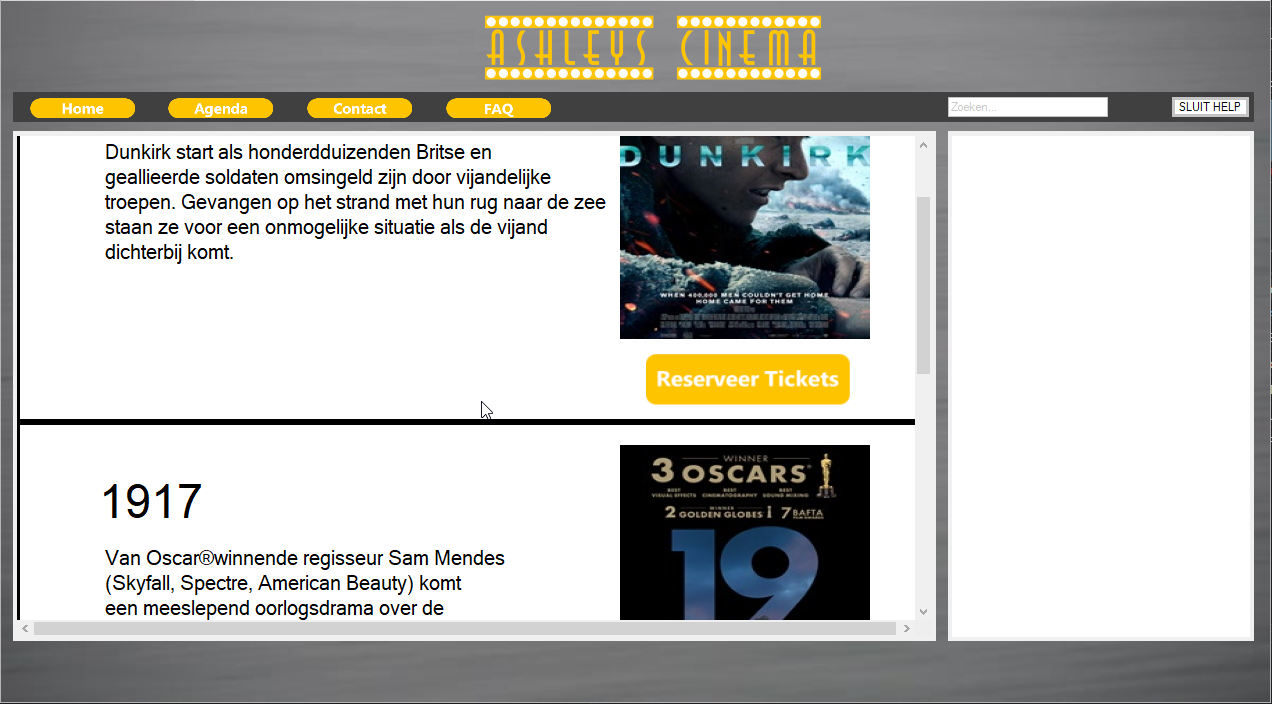 ASHLEYS CINEMA
Home Agenda Contact FAQ Zoeken... SLUIT HELP
Dunkirk start als honderdduizenden Britse en
geallieerde soldaten omsingeld zijn door vijandelijke
troepen. Gevangen op het strand met hun rug naar de zee
staan ze voor een onmogelijke situatie als de vijand
dichterbij komt.
DUNKIRK
WHEN 400,000 MEN COULDN'T GET HOME,
HOME CAME FOR THEM
Reserveer Tickets
1917
Van Oscar®winnende regisseur Sam Mendes
(Skyfall, Spectre, American Beauty) komt
een meeslepend oorlogsdrama over de
WINNER
3 OSCARS
BEST VISUAL EFFECTS BEST CINEMATOGRAPHY BEST SOUND MIXING
WINNER
2 GOLDEN GLOBES 7 BAFTA
19